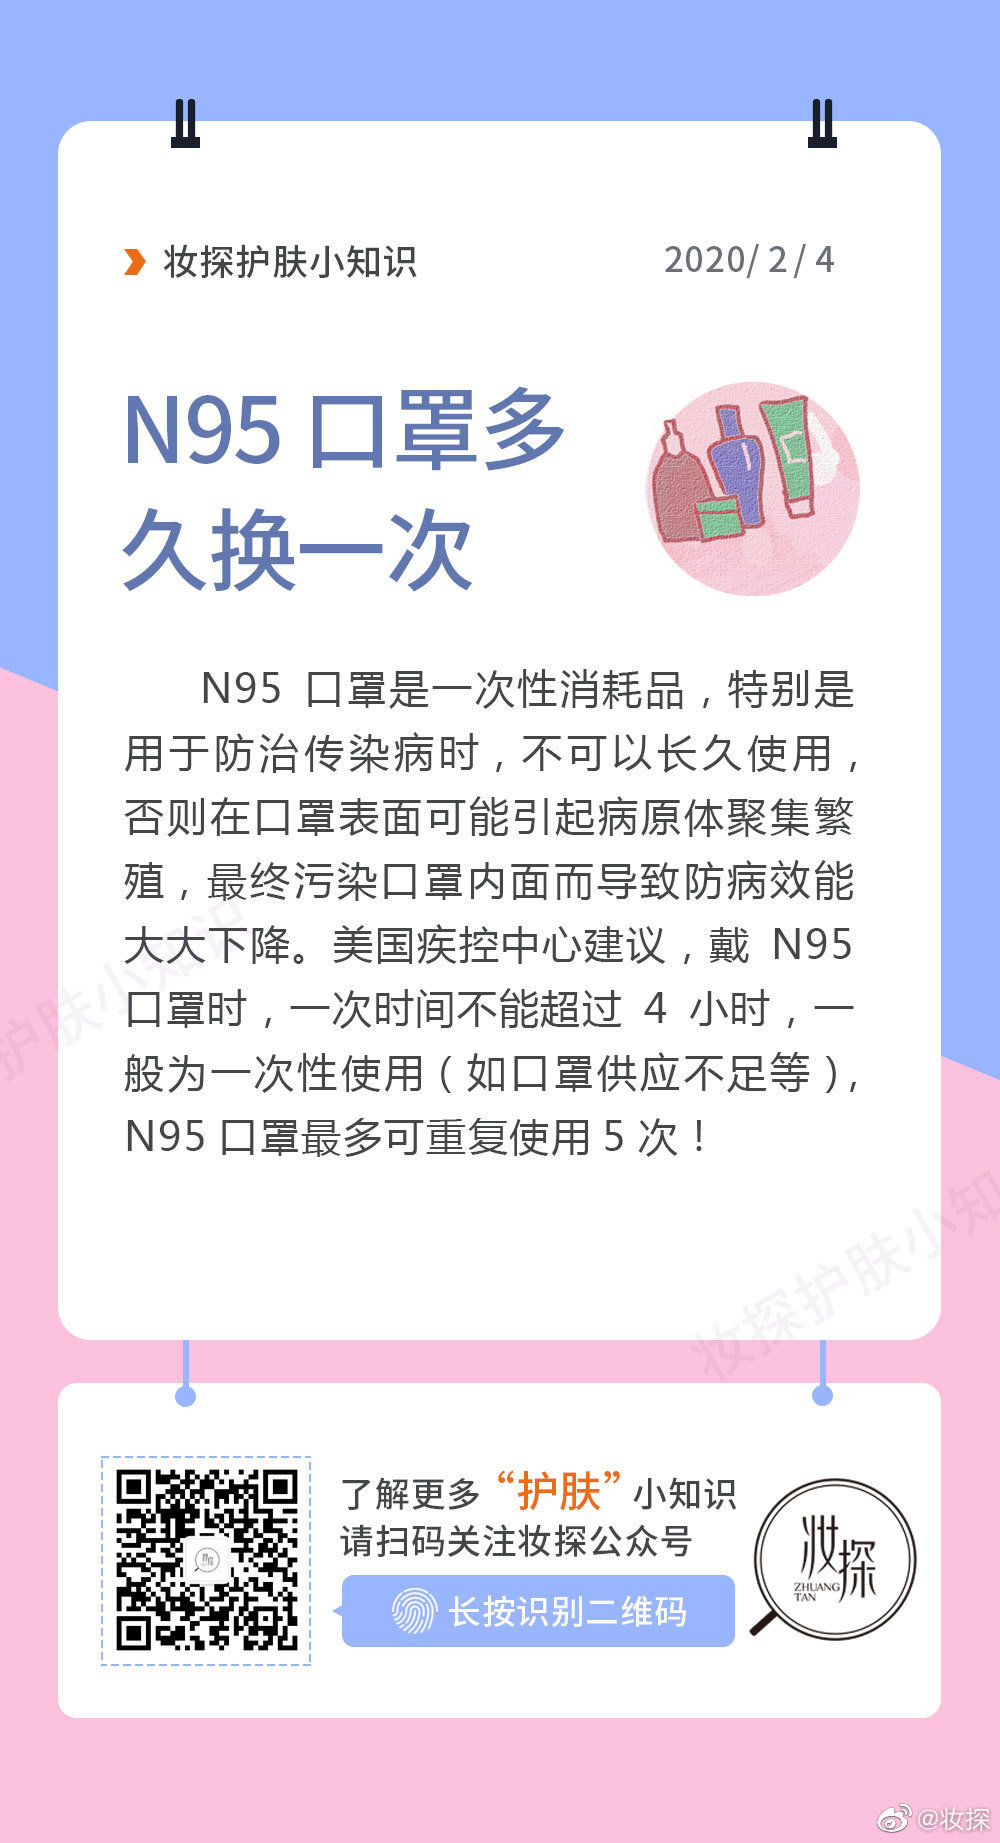 妆探护肤小知识
2020/ 2 / 4
N95 口罩多
久换一次
N95 口罩是一次性消耗品，特别是
用于防治传染病时，不可以长久使用，
否则在口罩表面可能引起病原体聚集繁
殖，最终污染口罩内面而导致防病效能
大大下降。美国疾控中心建议，戴 N95
口罩时，一次时间不能超过 4 小时，一
般为一次性使用（如口罩供应不足等），
N95 口罩最多可重复使用 5 次！
护肤小知识
妆探护肤小知
了解更多“护肤”小知识
请扫码关注妆探公众号
长按识别二维码
妆探
ZHUANG
TAN
@妆探